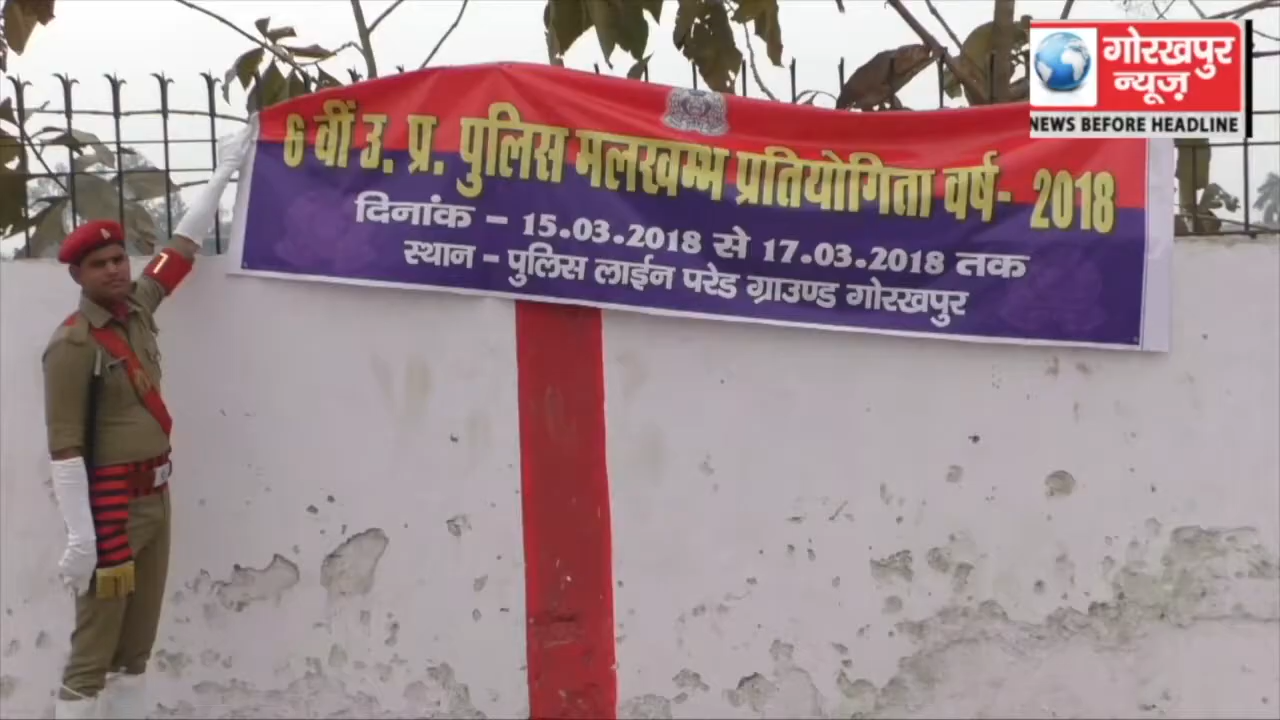 गोरखपुर
न्यूज़
NEWS BEFORE HEADLINE
6 वीं उ. प्र. पुलिस मलखम्भ प्रतियोगिता वर्ष- 2018
दिनांक - 15.03.2018 से 17.03.2018 तक
स्थान - पुलिस लाईन परेड ग्राउण्ड गोरखपुर